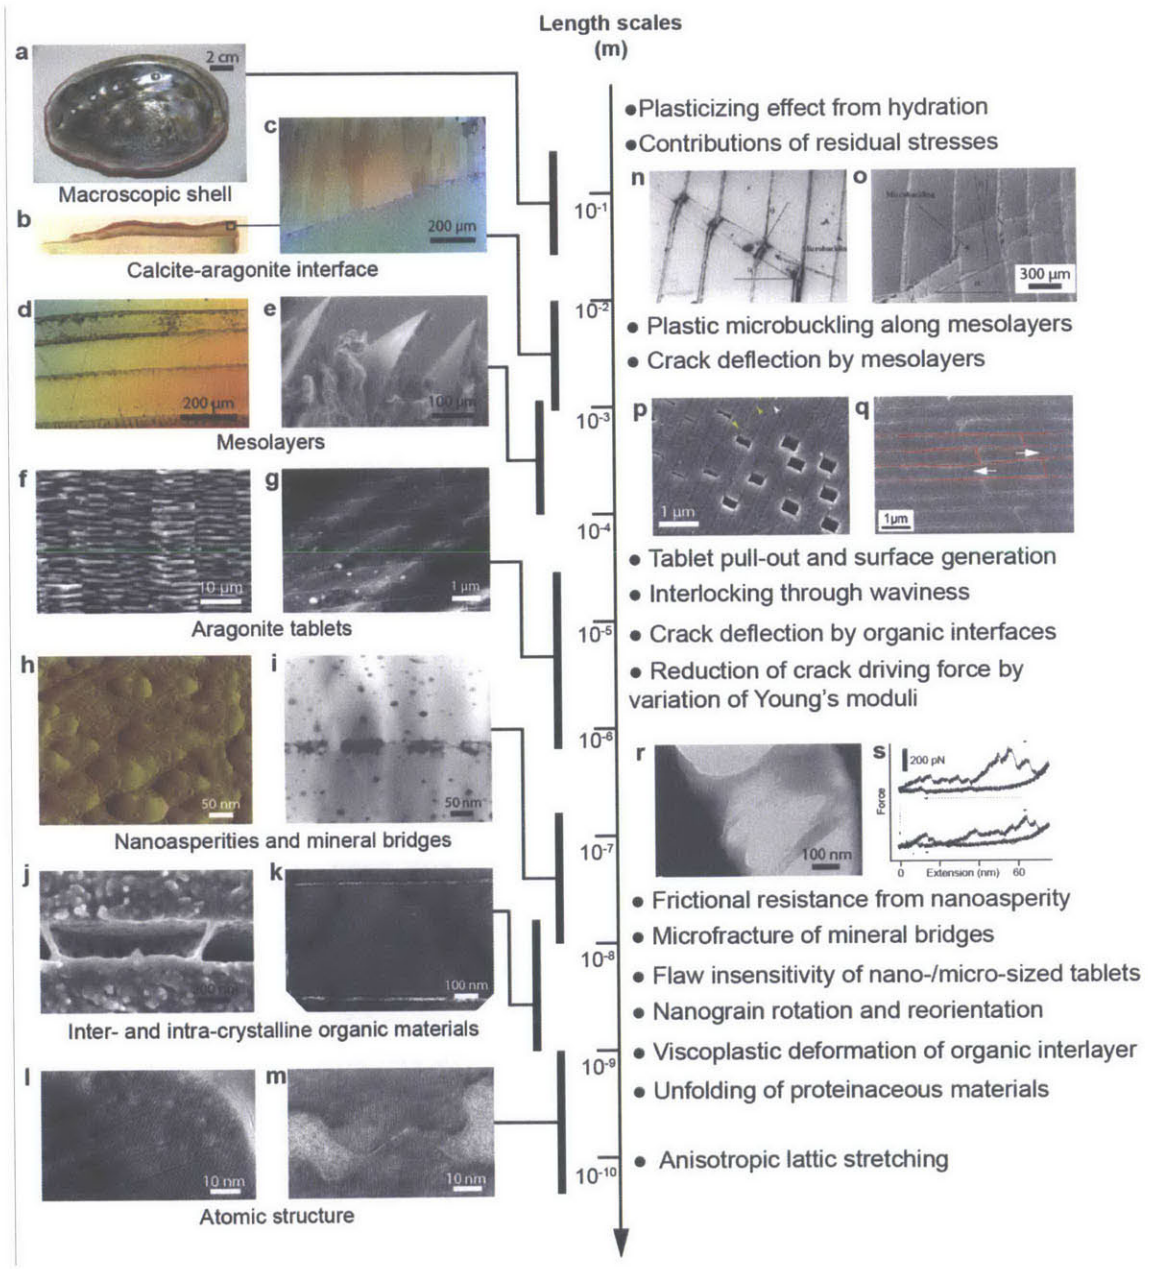 Length scales
(m)
a
2 cm
Macroscopic shell
b
c
200 µm
Calcite-aragonite interface
d
200 µm
e
100 µm
Mesolayers
f
10 µm
g
1 µm
Aragonite tablets
h
50 nm
i
50 nm
Nanoasperities and mineral bridges
j
k
100 nm
Inter- and intra-crystalline organic materials
l
10 nm
m
10 nm
Atomic structure
10-1
10-2
10-3
10-4
10-5
10-6
10-7
10-8
10-9
10-10
●Plasticizing effect from hydration
●Contributions of residual stresses
n
Microbuckling
o
Microbuckling
300 µm
● Plastic microbuckling along mesolayers
● Crack deflection by mesolayers
p
1 µm
q
1µm
● Tablet pull-out and surface generation
● Interlocking through waviness
● Crack deflection by organic interfaces
● Reduction of crack driving force by
variation of Young's moduli
r
100 nm
s
200 pN
Force
0 Extension (nm) 60
● Frictional resistance from nanoasperity
● Microfracture of mineral bridges
● Flaw insensitivity of nano-/micro-sized tablets
● Nanograin rotation and reorientation
● Viscoplastic deformation of organic interlayer
● Unfolding of proteinaceous materials
● Anisotropic lattic stretching